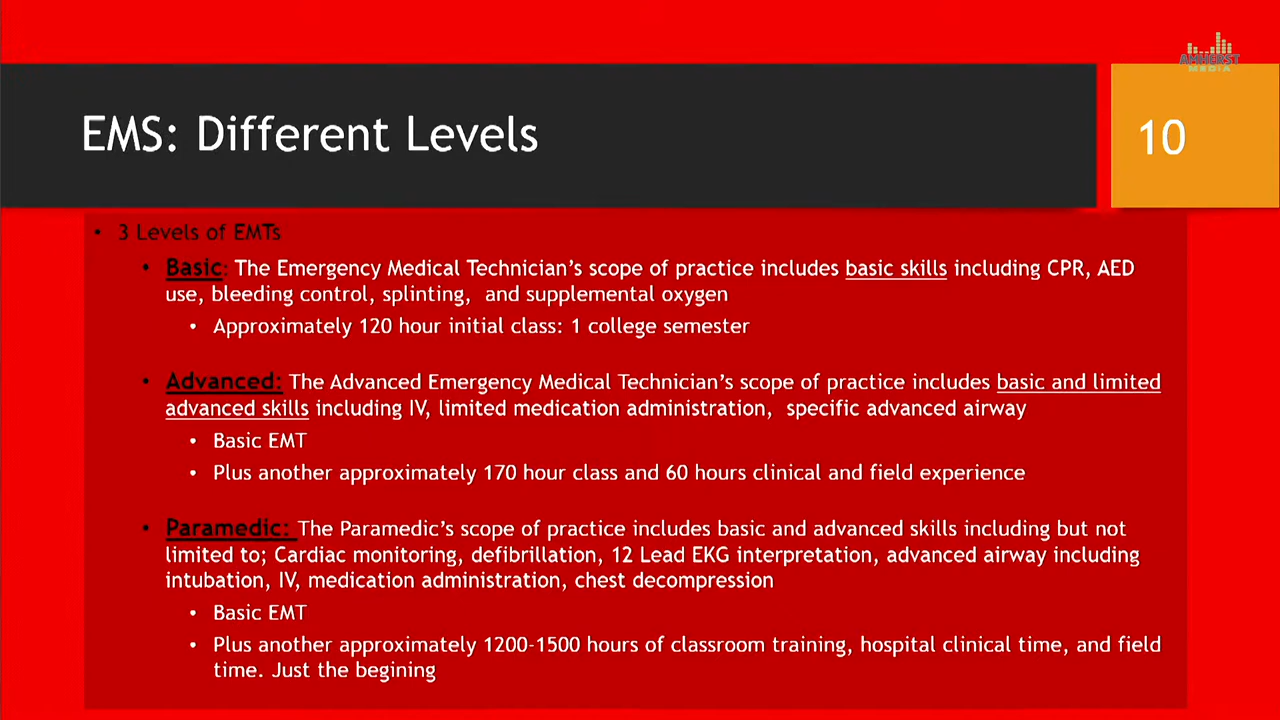 AMHERST
MEDIA
EMS: Different Levels
10
• 3 Levels of EMTs
• Basic: The Emergency Medical Technician's scope of practice includes basic skills including CPR, AED
use, bleeding control, splinting, and supplemental oxygen
• Approximately 120 hour initial class: 1 college semester
• Advanced: The Advanced Emergency Medical Technician's scope of practice includes basic and limited
advanced skills including IV, limited medication administration, specific advanced airway
• Basic EMT
• Plus another approximately 170 hour class and 60 hours clinical and field experience
• Paramedic: The Paramedic's scope of practice includes basic and advanced skills including but not
limited to; Cardiac monitoring, defibrillation, 12 Lead EKG interpretation, advanced airway including
intubation, IV, medication administration, chest decompression
• Basic EMT
• Plus another approximately 1200-1500 hours of classroom training, hospital clinical time, and field
time. Just the begining